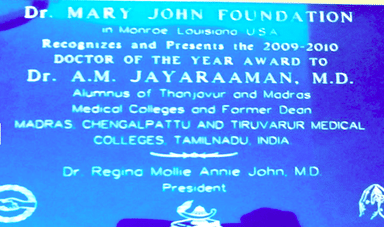 Dr. MARY JOHN FOUNDATION
in Monroe Louisiana U.S.A.
Recognizes and Presents the 2009-2010
DOCTOR OF THE YEAR AWARD TO
Dr. A.M. JAYARAAMAN, M.D.
Alumnus of Thanjavur and Madras
Medical Colleges and Former Dean
MADRAS, CHENGALPATTU AND TIRUVARUR MEDICAL
COLLEGES, TAMILNADU, INDIA.
Dr. Regina Mollie Annie John, M.D.
President